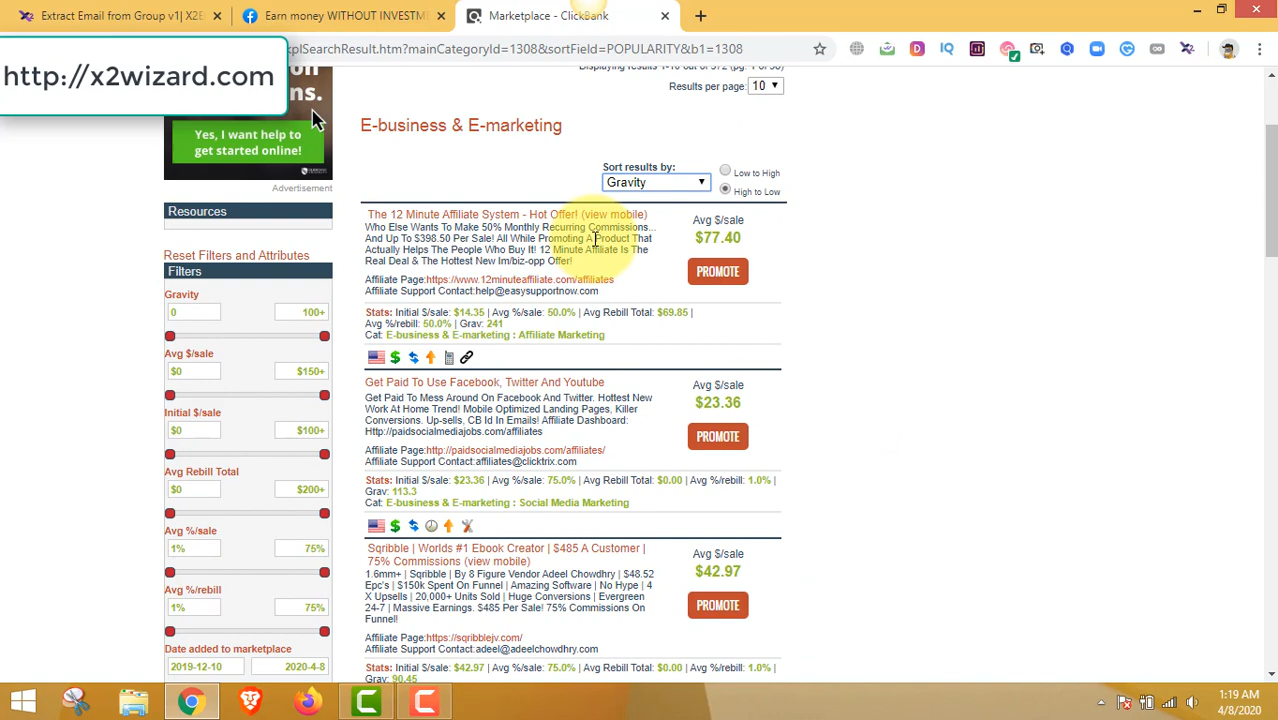 Extract Email from Group v1| X2E
Earn money WITHOUT INVESTME
Marketplace - ClickBank
kplSearchResult.htm?mainCategoryId=1308&sortField=POPULARITY&b1=1308
http://x2wizard.com
ns.
Yes, I want help to
get started online!
Advertisement
Resources
Reset Filters and Attributes
Filters
Gravity
0
100+
Avg $/sale
$0
$150+
Initial $/sale
$0
$100+
Avg Rebill Total
$0
$200+
Avg %/sale
1%
75%
Avg %/rebill
1%
75%
Date added to marketplace
2019-12-10
2020-4-8
Results per page:
10
E-business & E-marketing
Sort results by:
Gravity
Low to High
High to Low
The 12 Minute Affiliate System - Hot Offer! (view mobile)
Who Else Wants To Make 50% Monthly Recurring Commissions...
And Up To $398.50 Per Sale! All While Promoting A Product That
Actually Helps The People Who Buy It! 12 Minute Affiliate Is The
Real Deal & The Hottest New Im/biz-opp Offer!
Affiliate Page:https://www.12minuteaffiliate.com/affiliates
Affiliate Support Contact:help@easysupportnow.com
Stats: Initial $/sale: $14.35 | Avg %/sale: 50.0% | Avg Rebill Total: $69.85 |
Avg %/rebill: 50.0% | Grav: 241
Cat: E-business & E-marketing : Affiliate Marketing
Avg $/sale
$77.40
PROMOTE
Get Paid To Use Facebook, Twitter And Youtube
Get Paid To Mess Around On Facebook And Twitter. Hottest New
Work At Home Trend! Mobile Optimized Landing Pages, Killer
Conversions. Up-sells, CB Id In Emails! Affiliate Dashboard:
Http://paidsocialmediajobs.com/affiliates
Affiliate Page:http://paidsocialmediajobs.com/affiliates/
Affiliate Support Contact:affiliates@clicktrix.com
Stats: Initial $/sale: $23.36 | Avg %/sale: 75.0% | Avg Rebill Total: $0.00 | Avg %/rebill: 1.0% |
Grav: 113.3
Cat: E-business & E-marketing : Social Media Marketing
Avg $/sale
$23.36
PROMOTE
Sqribble | Worlds #1 Ebook Creator | $485 A Customer |
75% Commissions (view mobile)
1.6mm+ | Sqribble | By 8 Figure Vendor Adeel Chowdhry | $48.52
Epc's | $150k Spent On Funnel | Amazing Software | No Hype | 4
X Upsells | 20,000+ Units Sold | Huge Conversions | Evergreen
24-7 | Massive Earnings. $485 Per Sale! 75% Commissions On
Funnel!
Affiliate Page:https://sqribblejv.com/
Affiliate Support Contact:adeel@adeelchowdhry.com
Stats: Initial $/sale: $42.97 | Avg %/sale: 75.0% | Avg Rebill Total: $0.00 | Avg %/rebill: 1.0% |
Grav: 90.45
Avg $/sale
$42.97
PROMOTE
1:19 AM
4/8/2020